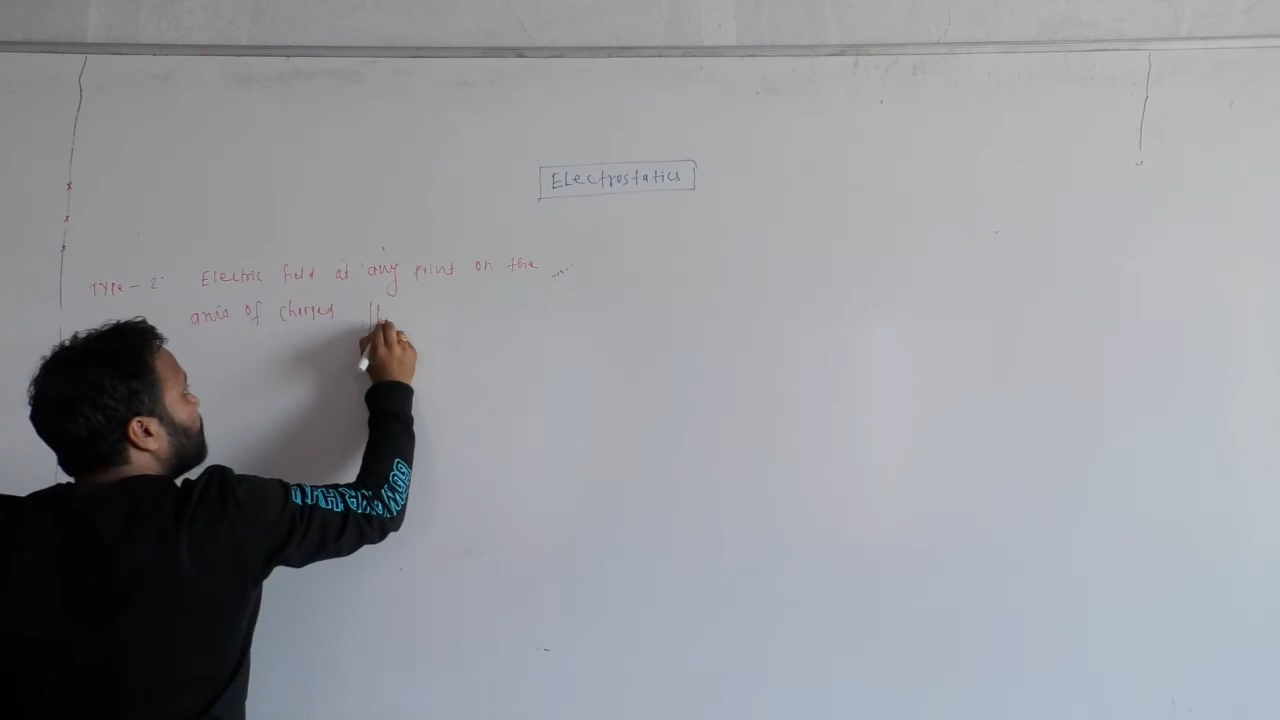 Electrostatics
TYPE-2 Electric field at any point on the
axis of charged